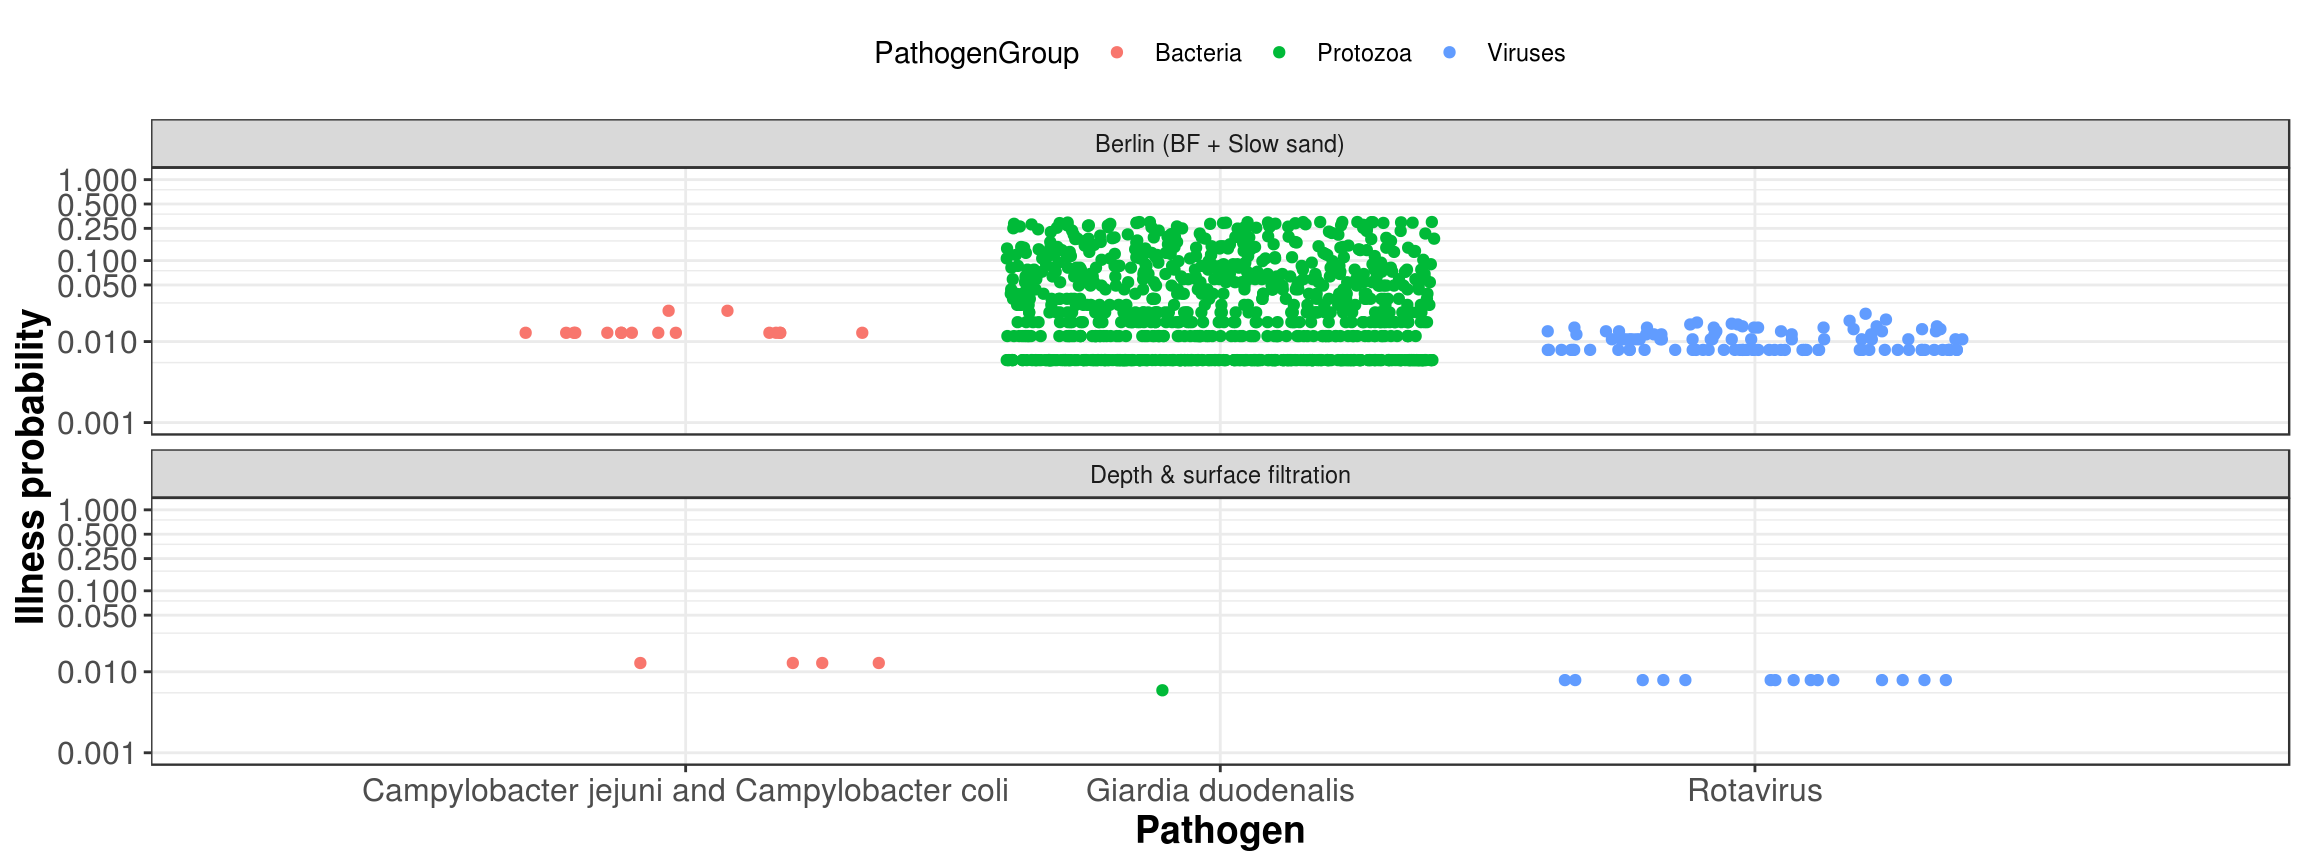 PathogenGroup Bacteria Protozoa Viruses
Berlin (BF + Slow sand)
1.000
0.500
0.250
0.100
0.050
0.010
0.001
Illness probability
Depth & surface filtration
1.000
0.500
0.250
0.100
0.050
0.010
0.001
Campylobacter jejuni and Campylobacter coli Giardia duodenalis Rotavirus
Pathogen